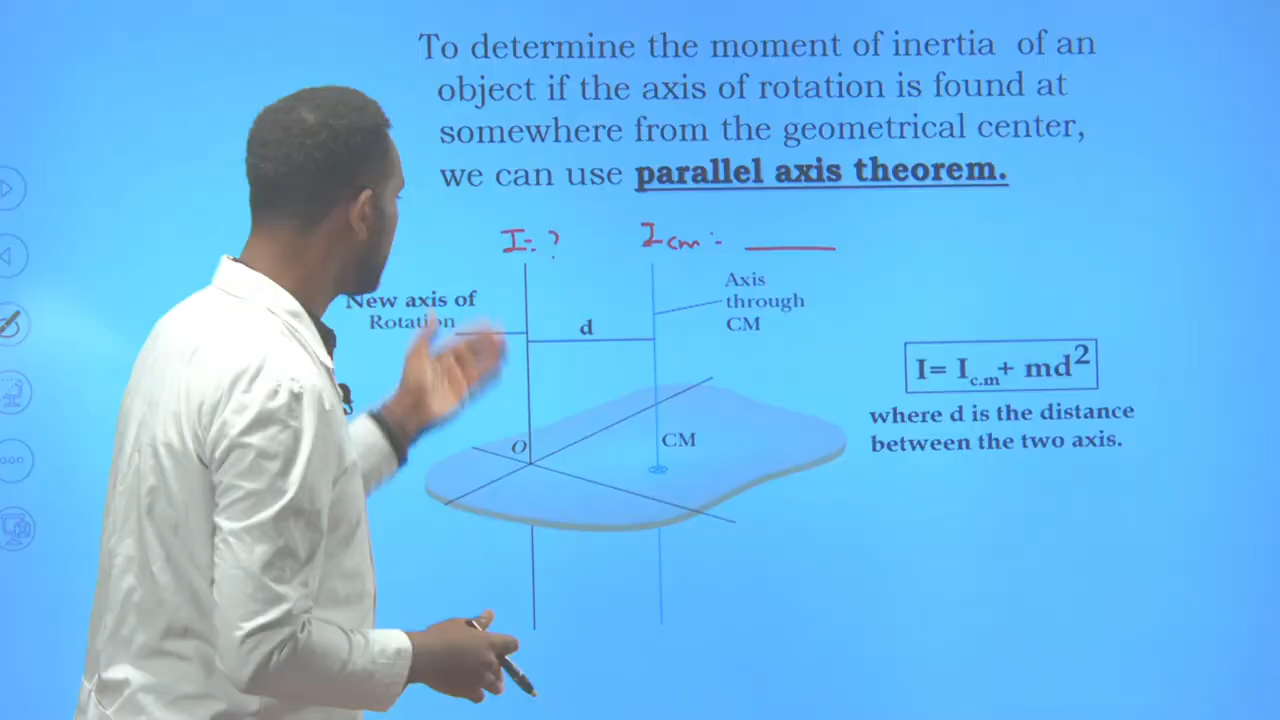 To determine the moment of inertia of an
object if the axis of rotation is found at
somewhere from the geometrical center,
we can use parallel axis theorem.
I=?
Icm =
New axis of
Rotation
d
Axis
through
CM
I= Ic.m+ md²
where d is the distance
between the two axis.
O
CM